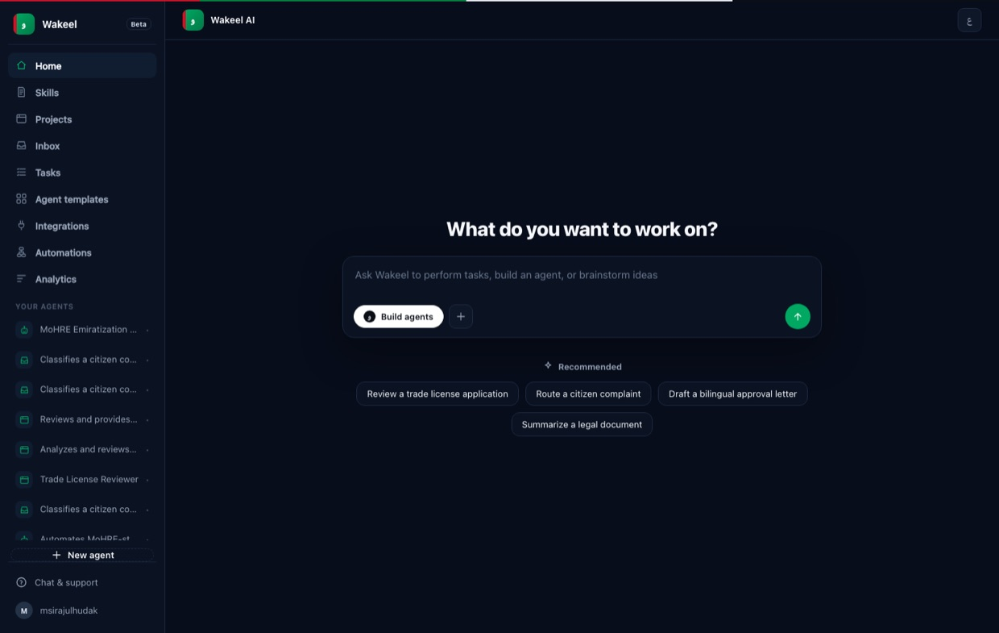 و
Wakeel
Beta
Home
Skills
Projects
Inbox
Tasks
Agent templates
Integrations
Automations
Analytics
YOUR AGENTS
MoHRE Emiratization ...
Classifies a citizen co...
Classifies a citizen co...
Reviews and provides...
Analyzes and reviews...
Trade License Reviewer
Classifies a citizen co...
Automates MoHRE-st...
+ New agent
Chat & support
M
msirajulhudak
و
Wakeel AI
ع
What do you want to work on?
Ask Wakeel to perform tasks, build an agent, or brainstorm ideas
و Build agents
Recommended
Review a trade license application
Route a citizen complaint
Draft a bilingual approval letter
Summarize a legal document